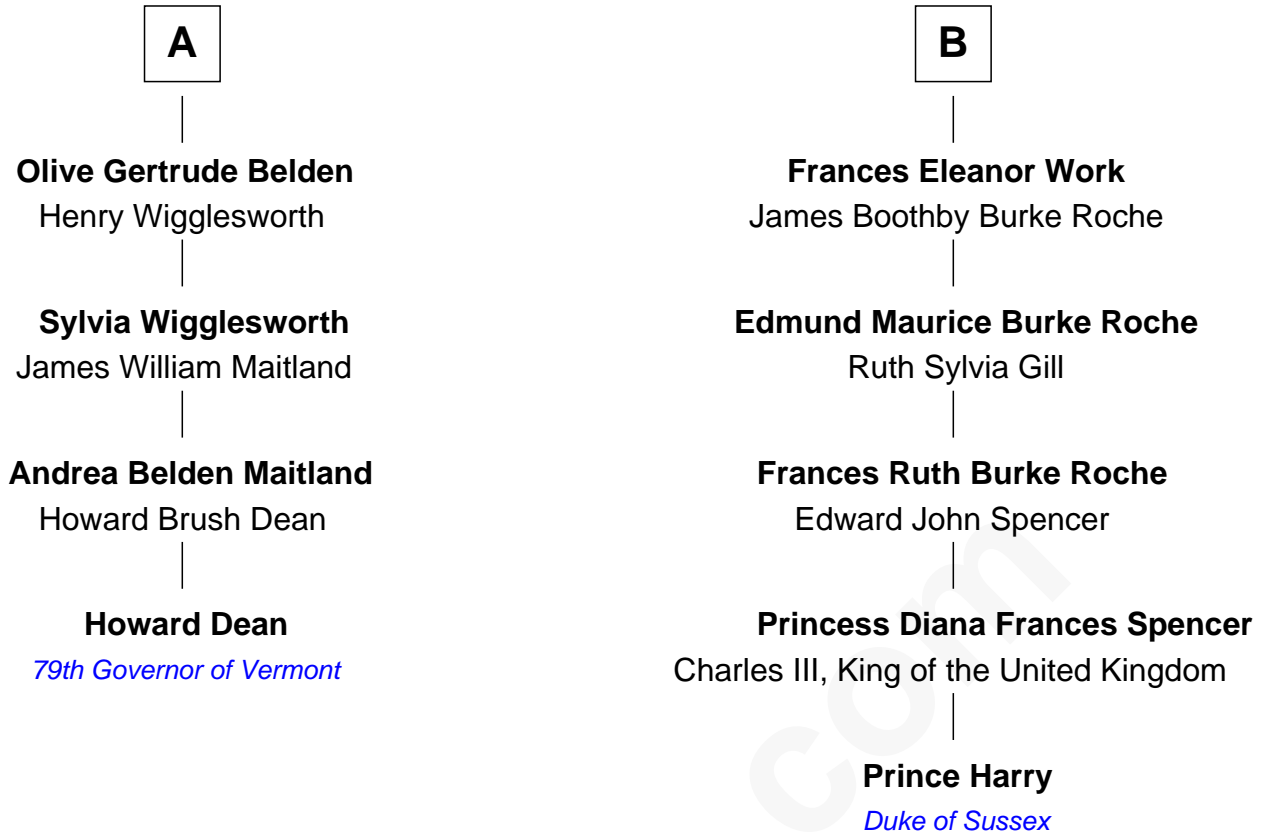 A
Olive Gertrude Belden
Henry Wigglesworth
Sylvia Wigglesworth
James William Maitland
Andrea Belden Maitland
Howard Brush Dean
Howard Dean
79th Governor of Vermont
B
Frances Eleanor Work
James Boothby Burke Roche
Edmund Maurice Burke Roche
Ruth Sylvia Gill
Frances Ruth Burke Roche
Edward John Spencer
Princess Diana Frances Spencer
Charles III, King of the United Kingdom
Prince Harry
Duke of Sussex
com